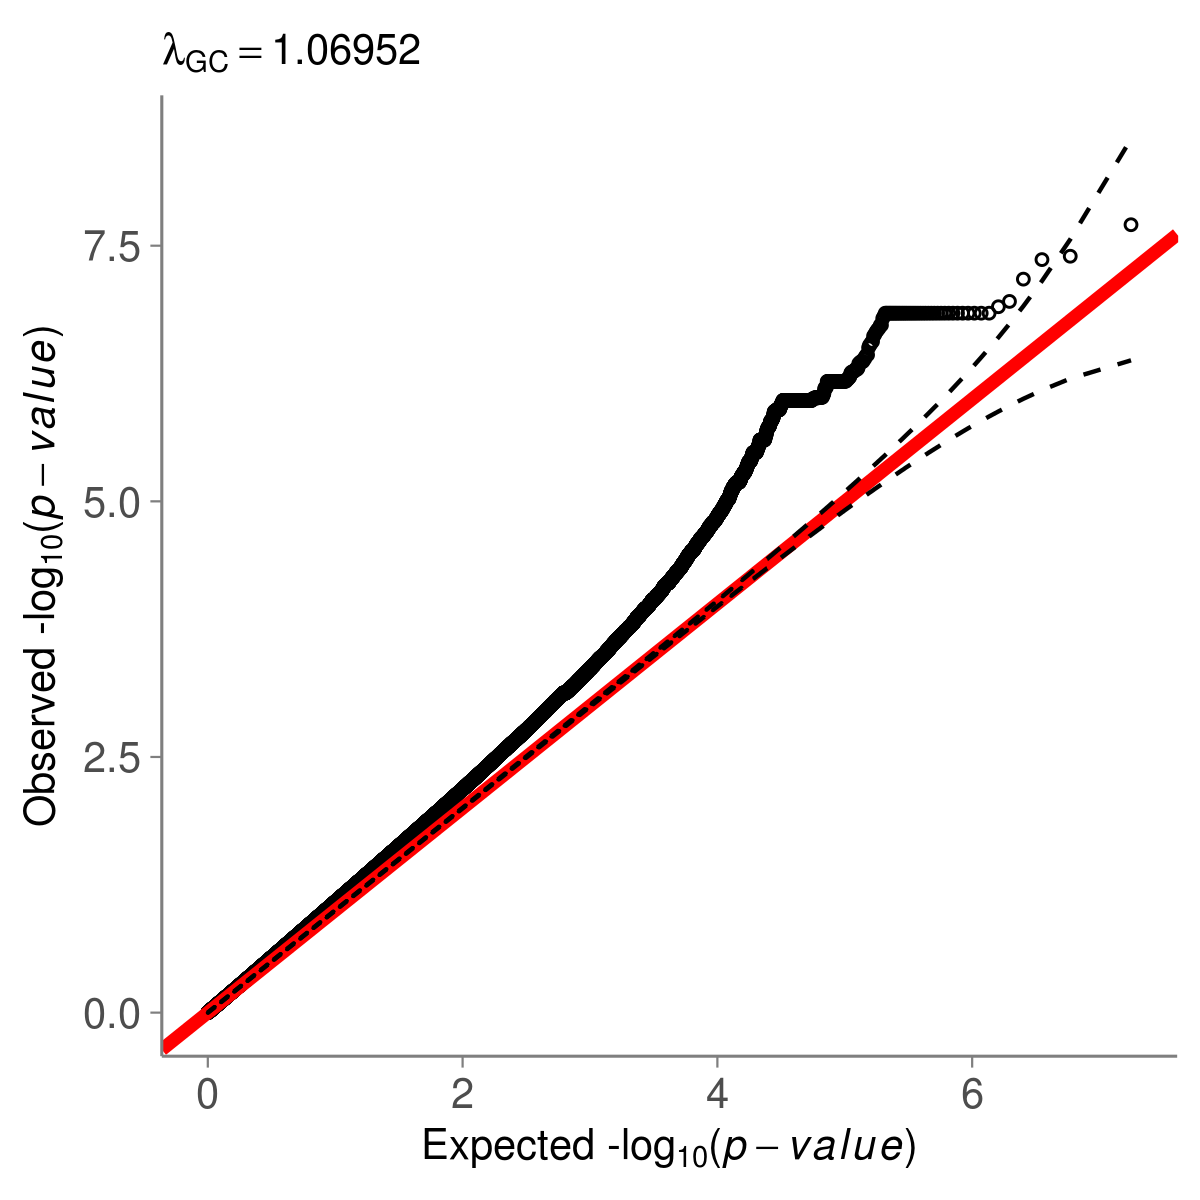 λGC = 1.06952
7.5
5.0
2.5
0.0
Observed -log10(p − value)
0 2 4 6
Expected -log10(p − value)